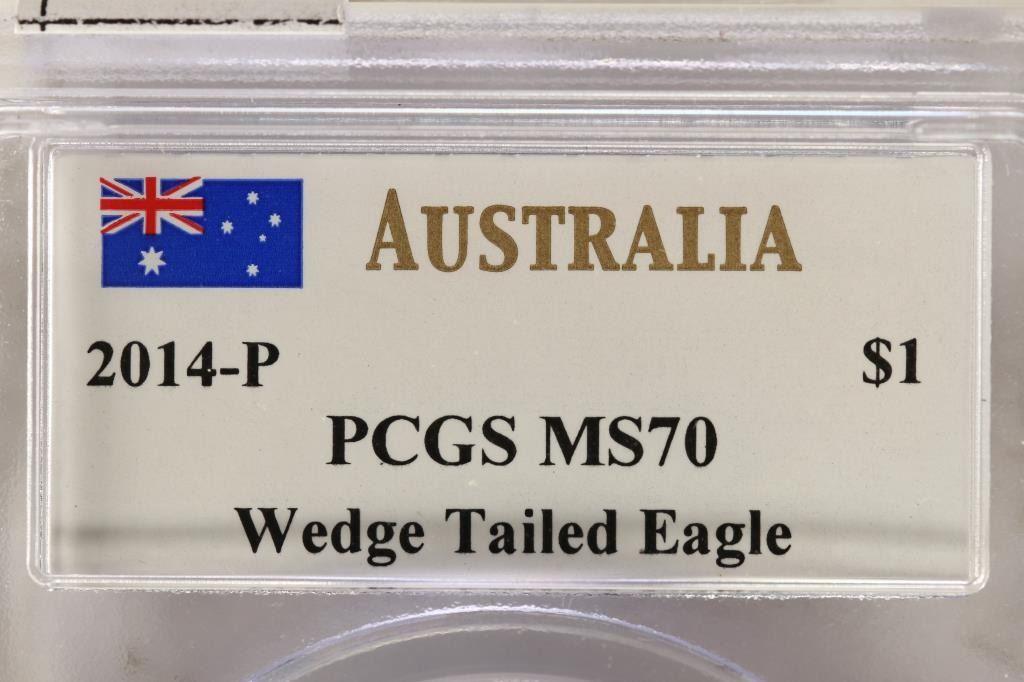 AUSTRALIA
2014-P $1
PCGS MS70
Wedge Tailed Eagle